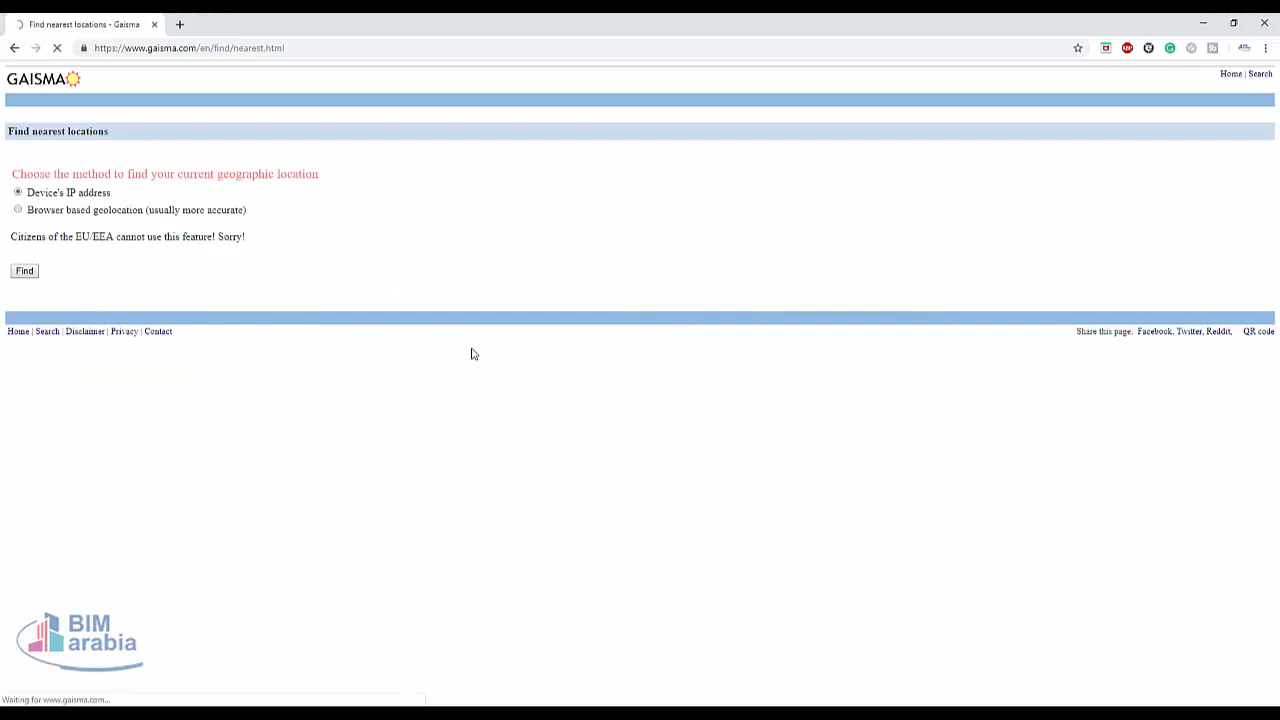 Find nearest locations - Gaisma
https://www.gaisma.com/en/find/nearest.html
GAISMA
Home | Search
Find nearest locations
Choose the method to find your current geographic location
Device's IP address
Browser based geolocation (usually more accurate)
Citizens of the EU/EEA cannot use this feature! Sorry!
Find
Home | Search | Disclaimer | Privacy | Contact
Share this page: Facebook, Twitter, Reddit, QR code
BIM
arabia
Waiting for www.gaisma.com...